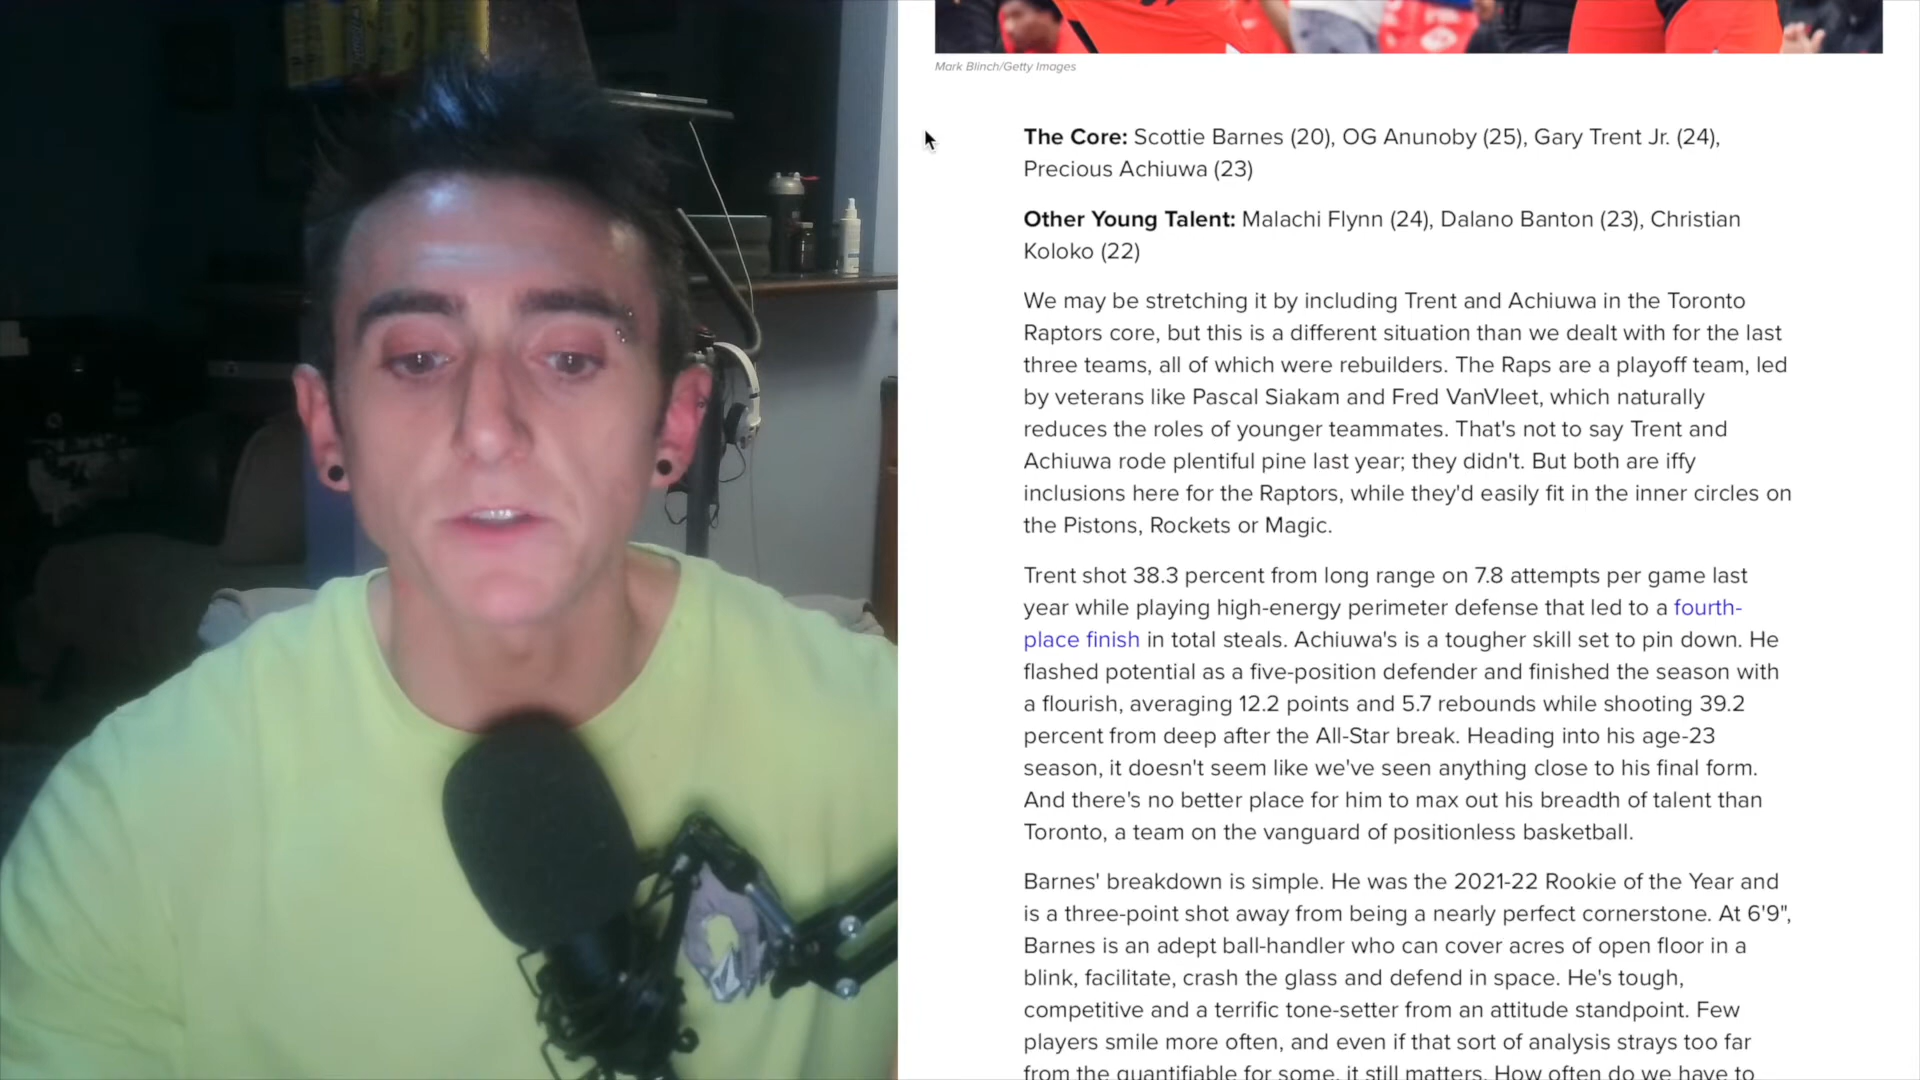 Mark Blinch/Getty Images
The Core: Scottie Barnes (20), OG Anunoby (25), Gary Trent Jr. (24),
Precious Achiuwa (23)
Other Young Talent: Malachi Flynn (24), Dalano Banton (23), Christian
Koloko (22)
We may be stretching it by including Trent and Achiuwa in the Toronto
Raptors core, but this is a different situation than we dealt with for the last
three teams, all of which were rebuilders. The Raps are a playoff team, led
by veterans like Pascal Siakam and Fred VanVleet, which naturally
reduces the roles of younger teammates. That's not to say Trent and
Achiuwa rode plentiful pine last year; they didn't. But both are iffy
inclusions here for the Raptors, while they'd easily fit in the inner circles on
the Pistons, Rockets or Magic.
Trent shot 38.3 percent from long range on 7.8 attempts per game last
year while playing high-energy perimeter defense that led to a fourth-
place finish in total steals. Achiuwa's is a tougher skill set to pin down. He
flashed potential as a five-position defender and finished the season with
a flourish, averaging 12.2 points and 5.7 rebounds while shooting 39.2
percent from deep after the All-Star break. Heading into his age-23
season, it doesn't seem like we've seen anything close to his final form.
And there's no better place for him to max out his breadth of talent than
Toronto, a team on the vanguard of positionless basketball.
Barnes' breakdown is simple. He was the 2021-22 Rookie of the Year and
is a three-point shot away from being a nearly perfect cornerstone. At 6'9",
Barnes is an adept ball-handler who can cover acres of open floor in a
blink, facilitate, crash the glass and defend in space. He's tough,
competitive and a terrific tone-setter from an attitude standpoint. Few
players smile more often, and even if that sort of analysis strays too far
from the quantifiable for some, it still matters. How often do we have to